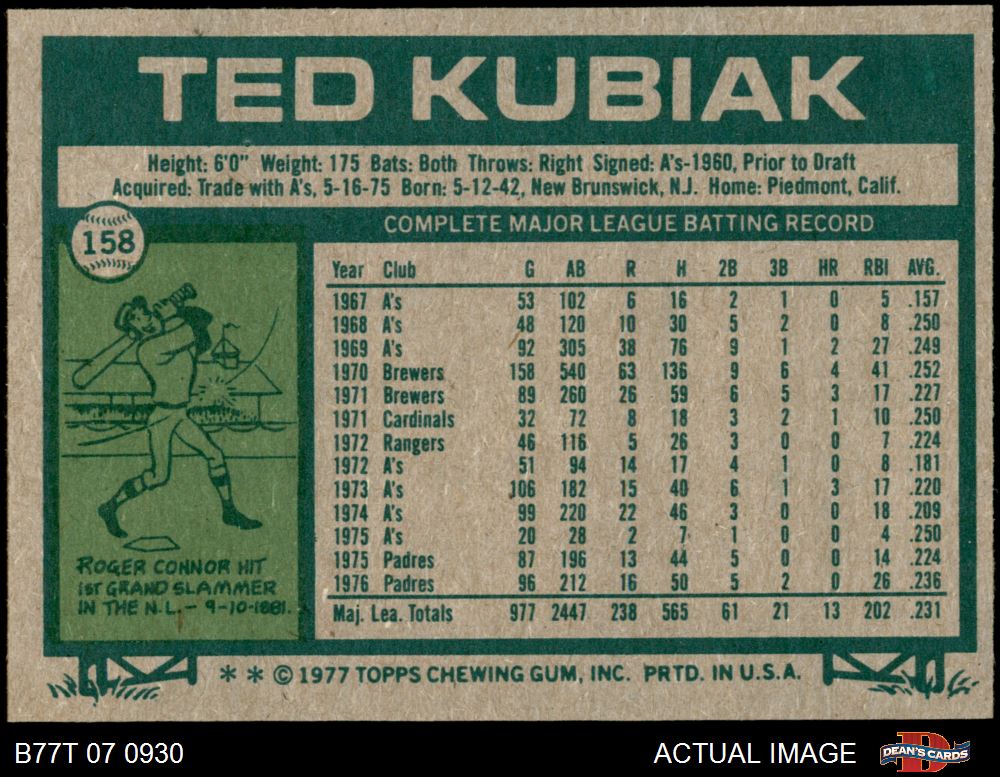 TED KUBIAK
Height: 6'0" Weight: 175 Bats: Both Throws: Right Signed: A's-1960, Prior to Draft
Acquired: Trade with A's, 5-16-75 Born: 5-12-42, New Brunswick, N.J. Home: Piedmont, Calif.
158
COMPLETE MAJOR LEAGUE BATTING RECORD
Year Club G AB R H 2B 3B HR RBI AVG.
1967 A's 53 102 6 16 2 1 0 5 .157
1968 A's 48 120 10 30 5 2 0 8 .250
1969 A's 92 305 38 76 9 1 2 27 .249
1970 Brewers 158 540 63 136 9 6 4 41 .252
1971 Brewers 89 260 26 59 6 5 3 17 .227
1971 Cardinals 32 72 8 18 3 2 1 10 .250
1972 Rangers 46 116 5 26 3 0 0 7 .224
1972 A's 51 94 14 17 4 1 0 8 .181
1973 A's 106 182 15 40 6 1 3 17 .220
1974 A's 99 220 22 46 3 0 0 18 .209
1975 A's 20 28 2 7 1 0 0 4 .250
1975 Padres 87 196 13 44 5 0 0 14 .224
1976 Padres 96 212 16 50 5 2 0 26 .236
Maj. Lea. Totals 977 2447 238 565 61 21 13 202 .231
ROGER CONNOR HIT
1ST GRAND SLAMMER
IN THE N.L. - 9-10-1881.
* * © 1977 TOPPS CHEWING GUM, INC. PRTD. IN U.S.A.
B77T 07 0930
ACTUAL IMAGE
DEAN'S CARDS